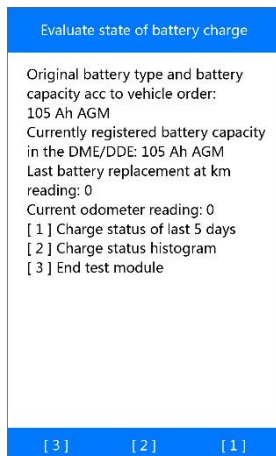 Evaluate state of battery charge
Original battery type and battery
capacity acc to vehicle order:
105 Ah AGM
Currently registered battery capacity
in the DME/DDE: 105 Ah AGM
Last battery replacement at km
reading: 0
Current odometer reading: 0
[ 1 ] Charge status of last 5 days
[ 2 ] Charge status histogram
[ 3 ] End test module
[ 3 ] [ 2 ] [ 1 ]